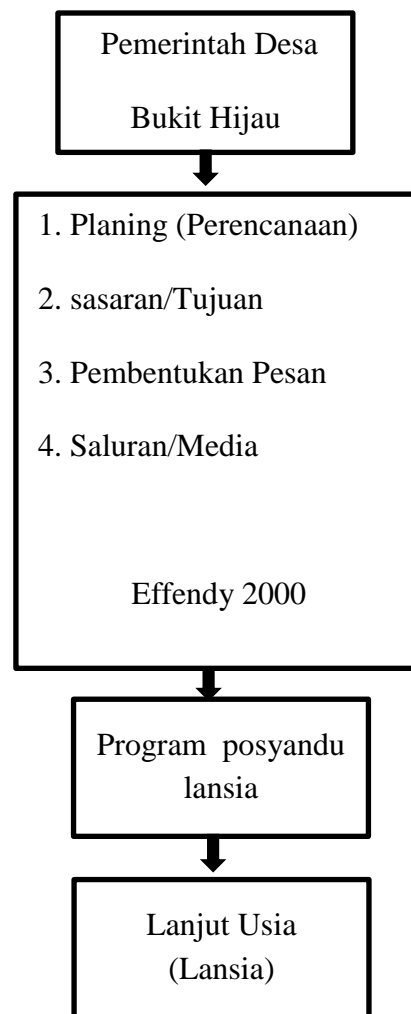 Pemerintah Desa
Bukit Hijau
1. Planing (Perencanaan)
2. sasaran/Tujuan
3. Pembentukan Pesan
4. Saluran/Media
Effendy 2000
Program posyandu
lansia
Lanjut Usia
(Lansia)